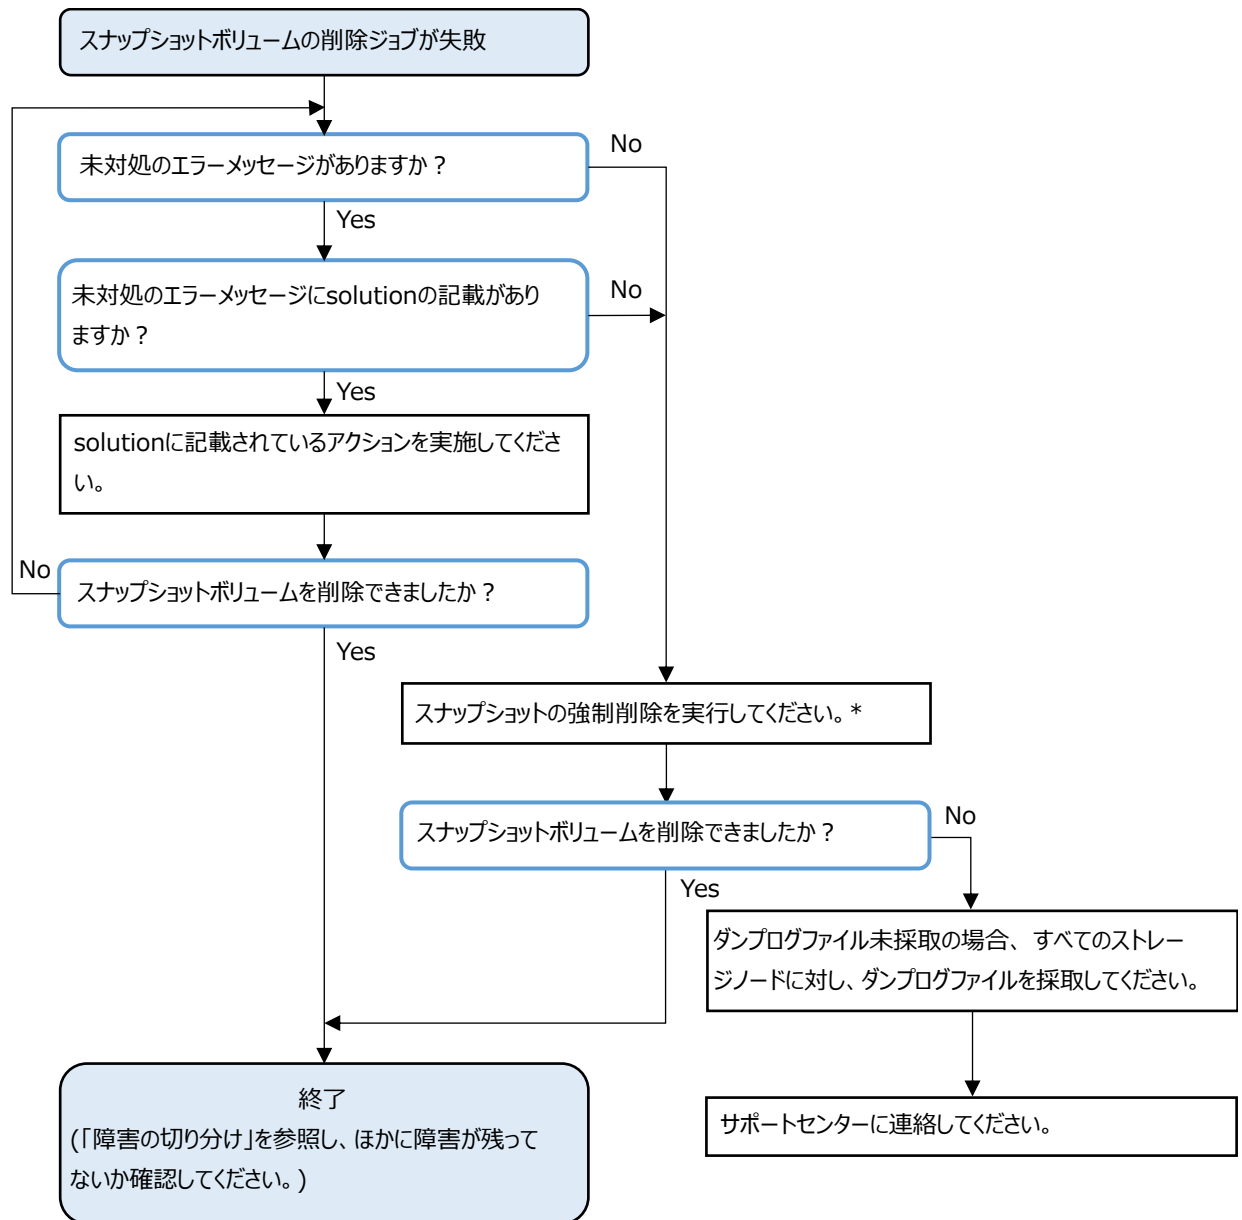 スナップショットボリュームの削除ジョブが失敗
未対処のエラーメッセージがありますか？
No
Yes
未対処のエラーメッセージにsolutionの記載があり
ますか？
No
Yes
solutionに記載されているアクションを実施してくださ
い。
No
スナップショットボリュームを削除できましたか？
Yes
スナップショットの強制削除を実行してください。*
スナップショットボリュームを削除できましたか？
No
Yes
ダンプログファイル未採取の場合、すべてのストレー
ジノードに対し、ダンプログファイルを採取してください。
サポートセンターに連絡してください。
終了
(「障害の切り分け」を参照し、ほかに障害が残って
ないか確認してください。)